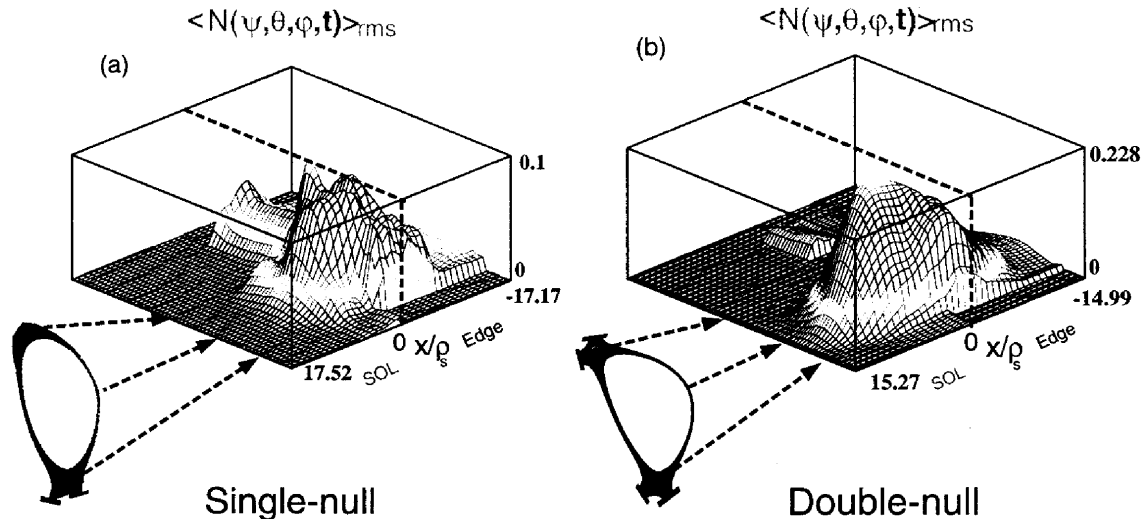 <N(ψ,θ,φ,t)>rms
(a)
0.1
0
-17.17
0 x/ρs Edge
17.52 SOL
Single-null
<N(ψ,θ,φ,t)>rms
(b)
0.228
0
-14.99
0 x/ρs Edge
15.27 SOL
Double-null